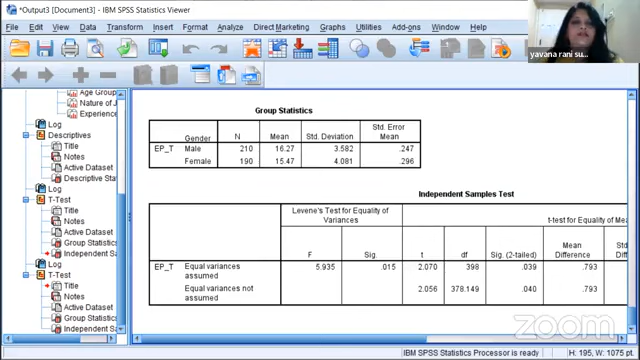 *Output3 [Document3] - IBM SPSS Statistics Viewer
File Edit View Data Transform Insert Format Analyze Direct Marketing Graphs Utilities Add-ons Window Help
yavana rani su...
Age Group
Nature of J
Experience
Log
Descriptives
Title
Notes
Active Dataset
Descriptive Stat
Log
T-Test
Title
Notes
Active Dataset
Group Statistics
Independent Sam
Log
T-Test
Title
Notes
Active Dataset
Group Statistics
Independent Sam
Group Statistics
Gender N Mean Std. Deviation Std. Error Mean
EP_T Male 210 16.27 3.582 .247
Female 190 15.47 4.081 .296
Independent Samples Test
Levene's Test for Equality of Variances t-test for Equality of Mea
F Sig. t df Sig. (2-tailed) Mean Difference Std Diff
EP_T Equal variances assumed 5.935 .015 2.070 398 .039 .793
Equal variances not assumed 2.056 378.149 .040 .793
zoom
IBM SPSS Statistics Processor is ready H: 195, W: 1075 pt.